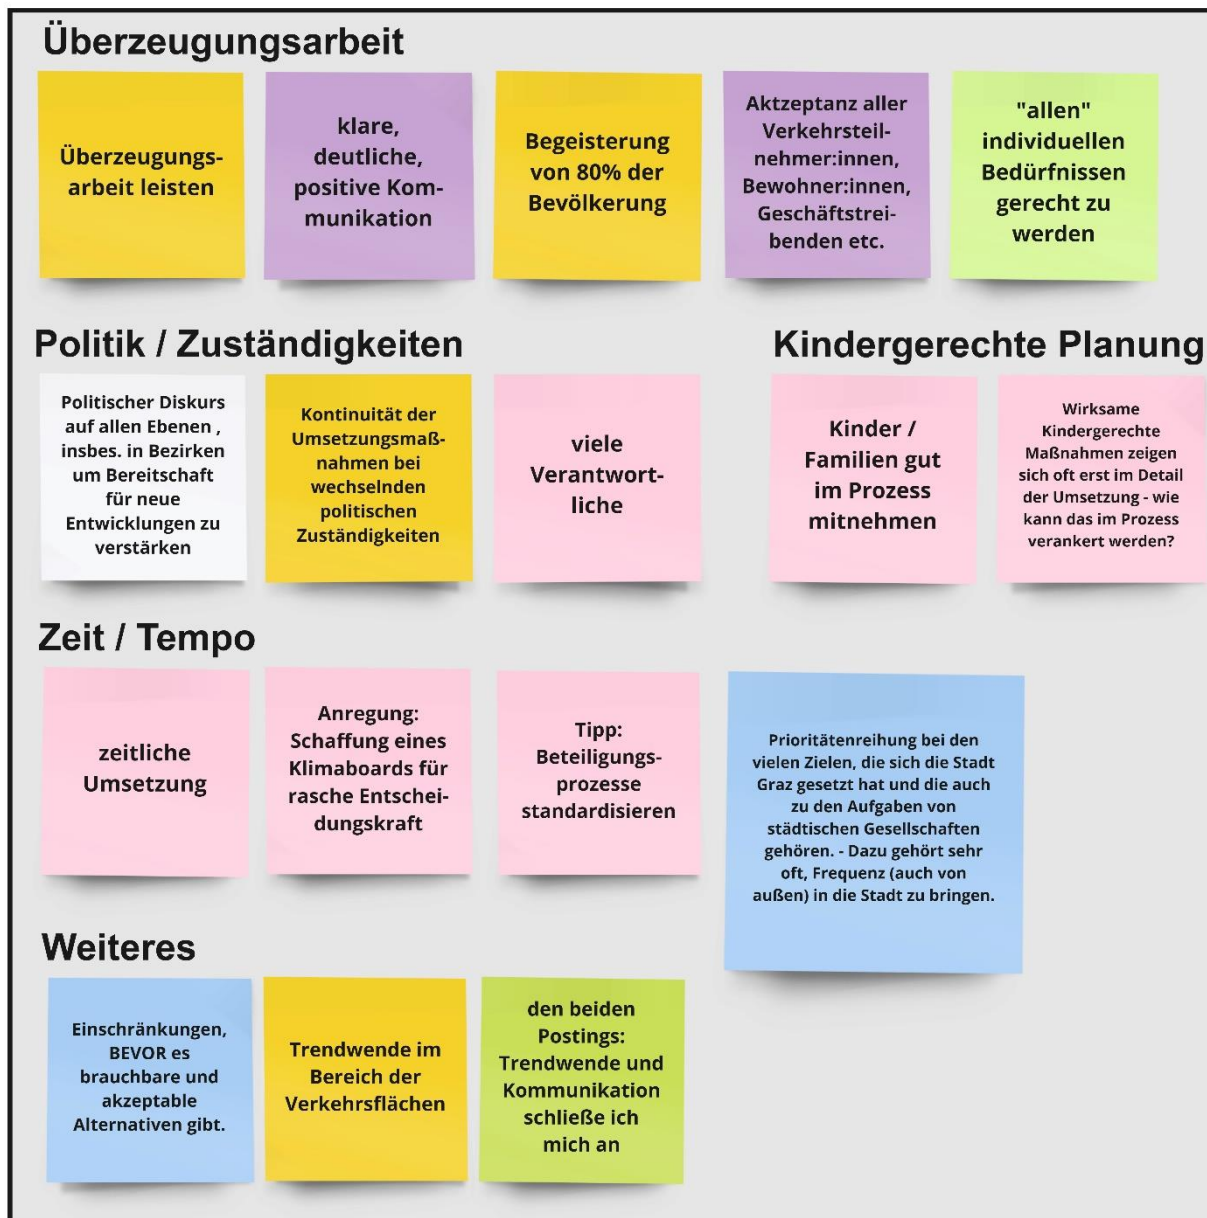 Überzeugungsarbeit
Überzeugungs-
arbeit leisten
klare,
deutliche,
positive Kom-
munikation
Begeisterung
von 80% der
Bevölkerung
Aktzeptanz aller
Verkehrsteil-
nehmer:innen,
Bewohner:innen,
Geschäftstrei-
benden etc.
"allen"
individuellen
Bedürfnissen
gerecht zu
werden
Politik / Zuständigkeiten
Politischer Diskurs
auf allen Ebenen ,
insbes. in Bezirken
um Bereitschaft
für neue
Entwicklungen zu
verstärken
Kontinuität der
Umsetzungsmaß-
nahmen bei
wechselnden
politischen
Zuständigkeiten
viele
Verantwort-
liche
Kindergerechte Planung
Kinder /
Familien gut
im Prozess
mitnehmen
Wirksame
Kindergerechte
Maßnahmen zeigen
sich oft erst im Detail
der Umsetzung - wie
kann das im Prozess
verankert werden?
Zeit / Tempo
zeitliche
Umsetzung
Anregung:
Schaffung eines
Klimaboards für
rasche Entschei-
dungskraft
Tipp:
Beteiligungs-
prozesse
standardisieren
Prioritätenreihung bei den
vielen Zielen, die sich die Stadt
Graz gesetzt hat und die auch
zu den Aufgaben von
städtischen Gesellschaften
gehören. - Dazu gehört sehr
oft, Frequenz (auch von
außen) in die Stadt zu bringen.
Weiteres
Einschränkungen,
BEVOR es
brauchbare und
akzeptable
Alternativen gibt.
Trendwende im
Bereich der
Verkehrsflächen
den beiden
Postings:
Trendwende und
Kommunikation
schließe ich
mich an